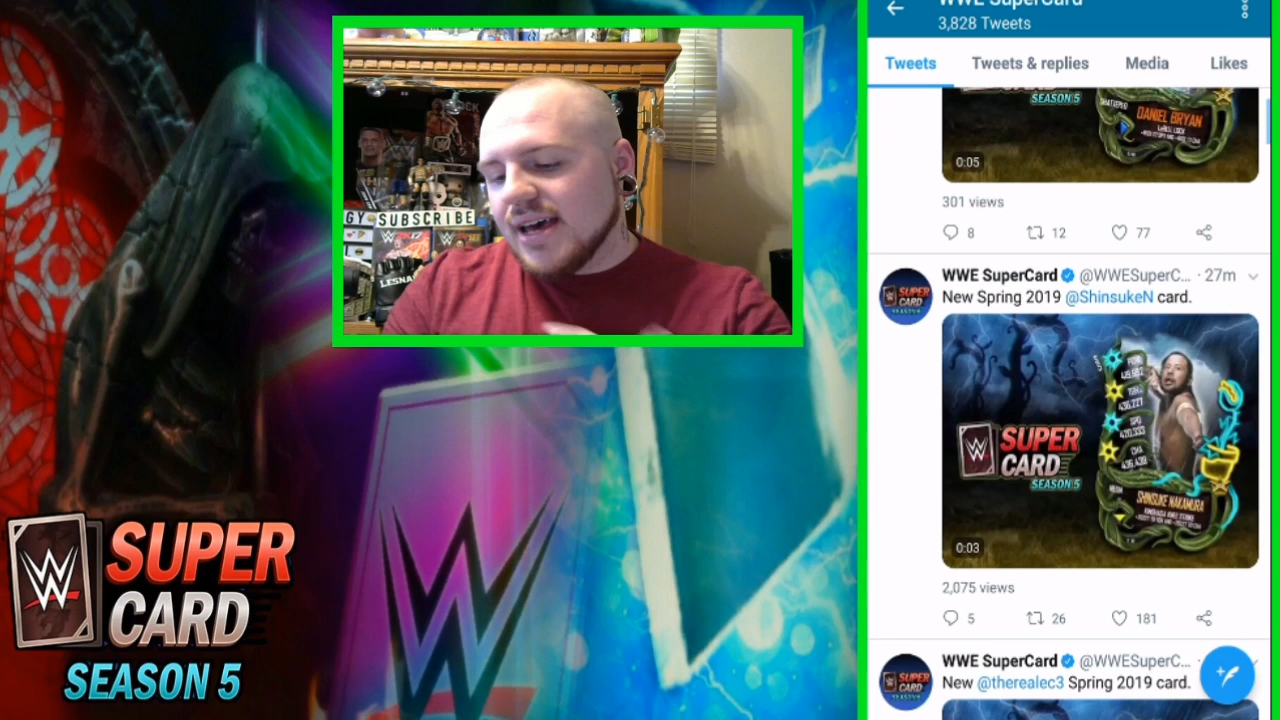 WWE SuperCard
3,828 Tweets
Tweets
Tweets & replies
Media
Likes
SEASON 5
DANIEL BRYAN
0:05
301 views
8
12
77
GY SUBSCRIBE
LESNA
WWE SuperCard @WWESuperC... · 27m
New Spring 2019 @ShinsukeN card.
SUPER
CARD
SEASON 5
SHINSUKE NAKAMURA
0:03
2,075 views
5
26
181
WWE SuperCard @WWESuperC... ·
New @therealec3 Spring 2019 card.
SUPER
CARD
SEASON 5